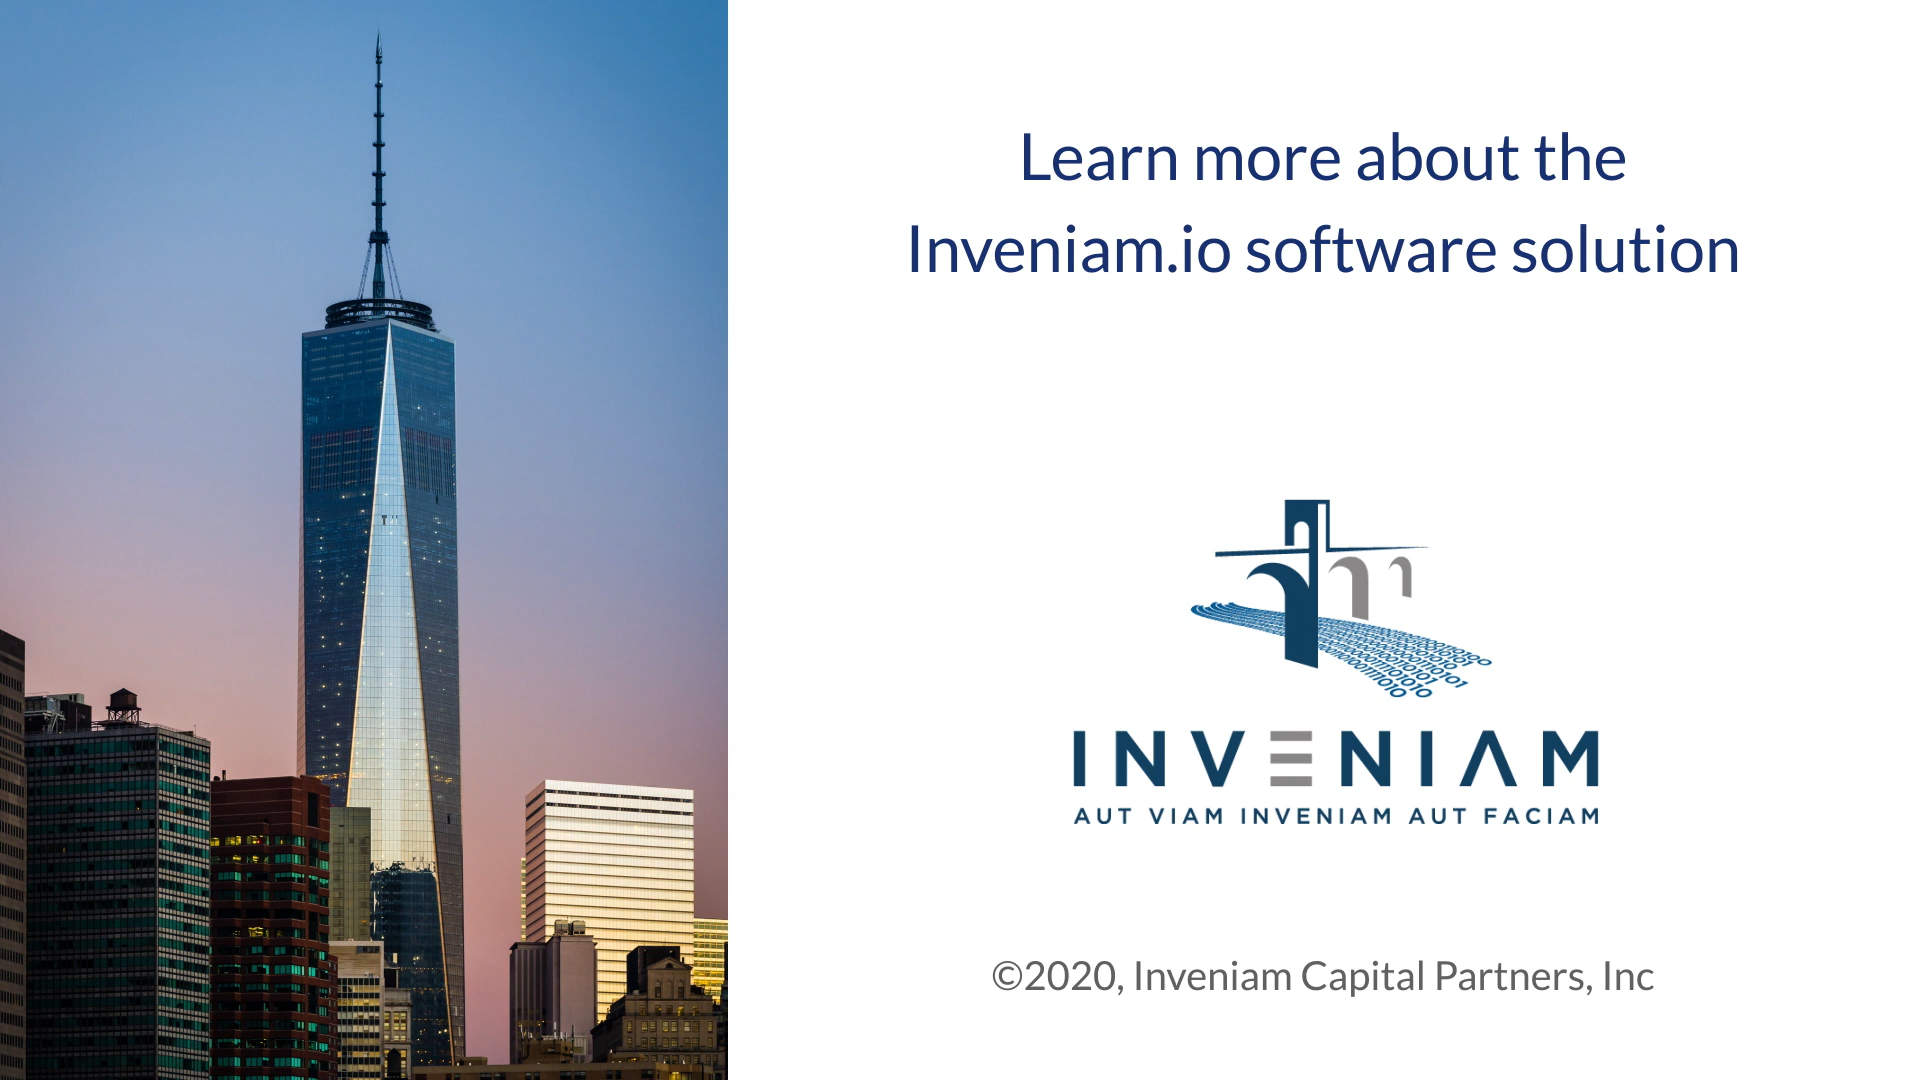 Learn more about the
Inveniam.io software solution
INVENIAM
AUT VIAM INVENIAM AUT FACIAM
©2020, Inveniam Capital Partners, Inc